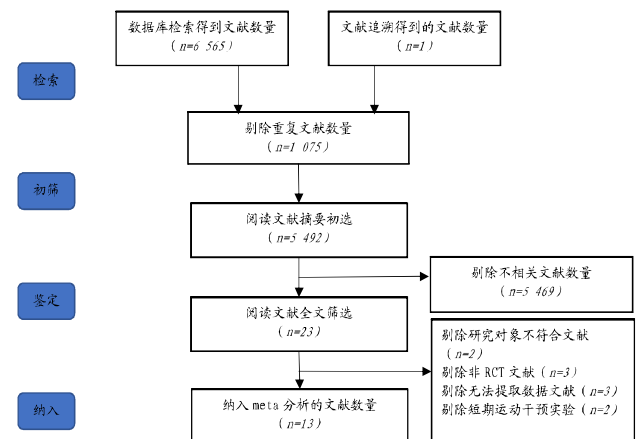 数据库检索得到文献数量
(n=6 565)
文献追溯得到的文献数量
(n=1)
检索
剔除重复文献数量
(n=1 075)
初筛
阅读文献摘要初选
(n=5 492)
剔除不相关文献数量
(n=5 469)
鉴定
阅读文献全文筛选
(n=23)
剔除研究对象不符合文献
(n=2)
剔除非 RCT 文献(n=3)
剔除无法提取数据文献(n=3)
剔除短期运动干预实验(n=2)
纳入
纳入 meta 分析的文献数量
(n=13)